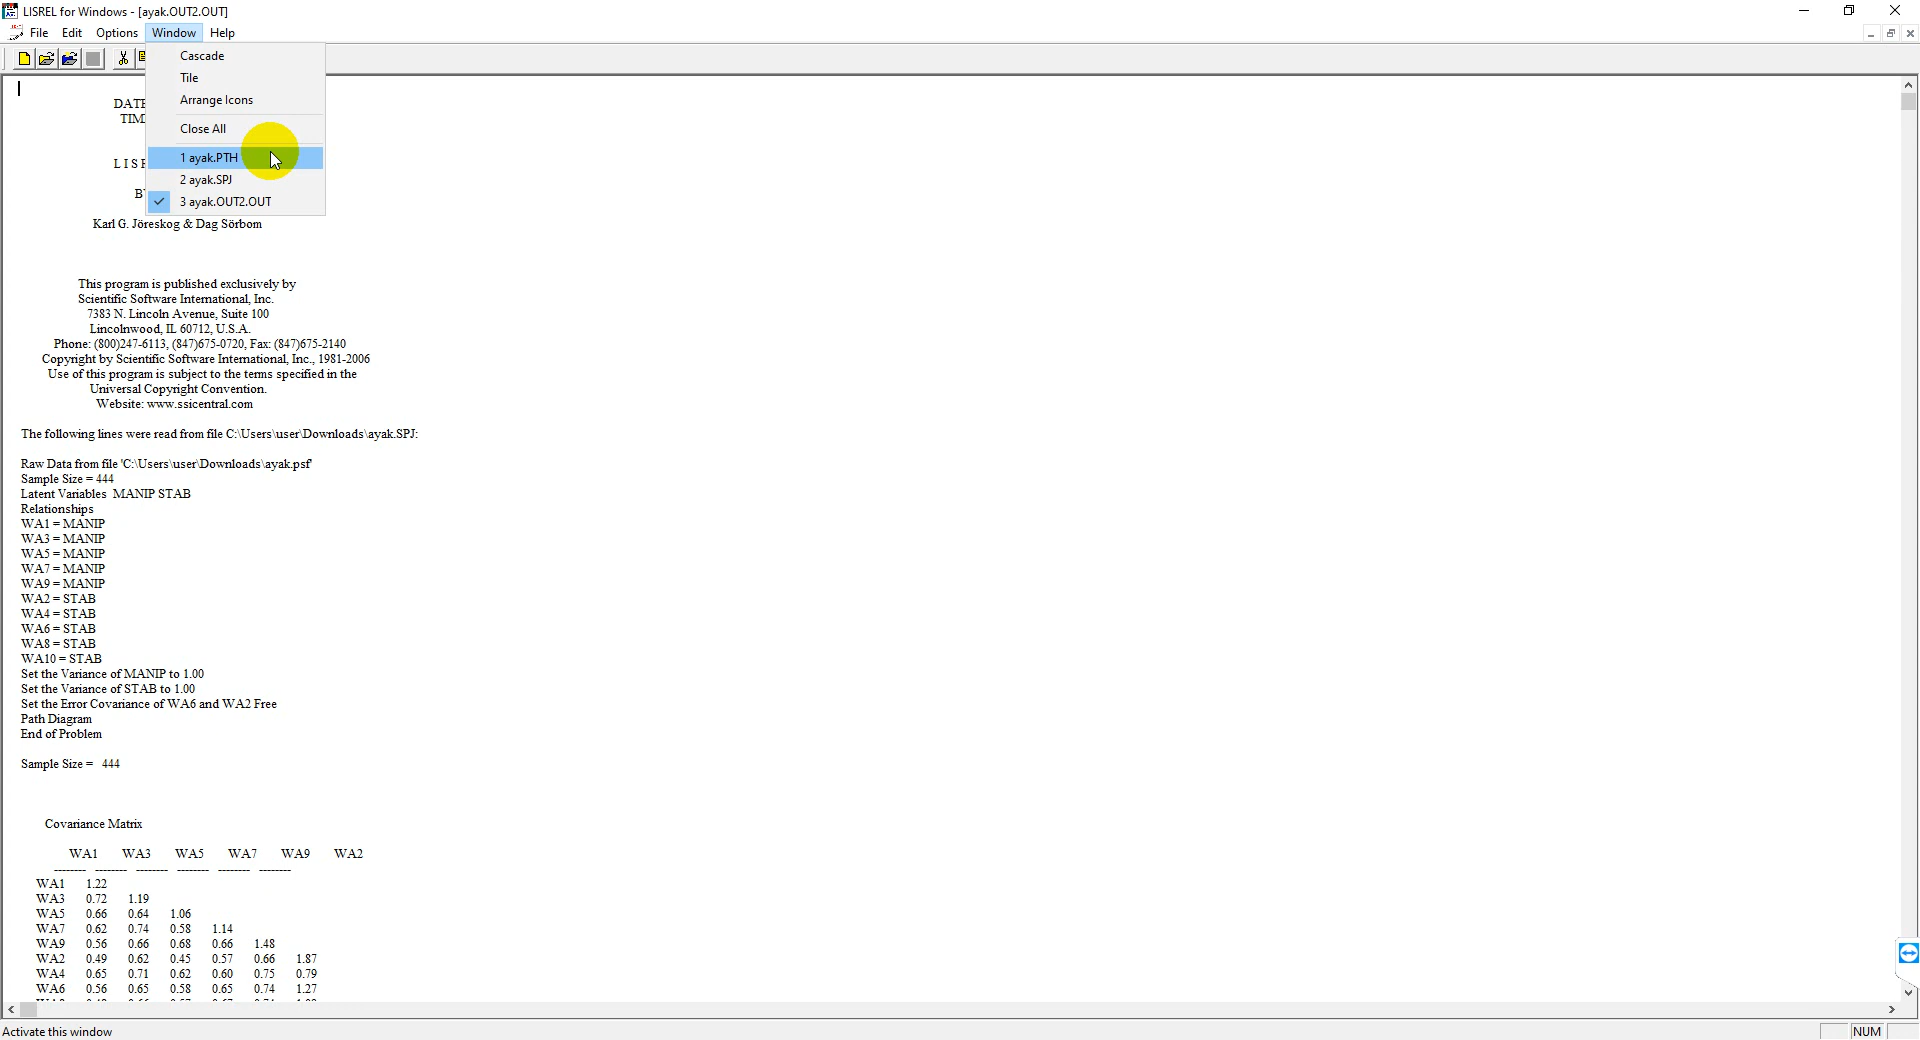 LISREL for Windows - [ayak.OUT2.OUT]
File Edit Options Window Help
Cascade
Tile
Arrange Icons
Close All
1 ayak.PTH
2 ayak.SPJ
3 ayak.OUT2.OUT
DATE
TIM
L I S R
B
Karl G. Jöreskog & Dag Sörbom
This program is published exclusively by
Scientific Software International, Inc.
7383 N. Lincoln Avenue, Suite 100
Lincolnwood, IL 60712, U.S.A.
Phone: (800)247-6113, (847)675-0720, Fax: (847)675-2140
Copyright by Scientific Software International, Inc., 1981-2006
Use of this program is subject to the terms specified in the
Universal Copyright Convention.
Website: www.ssicentral.com
The following lines were read from file C:\Users\user\Downloads\ayak.SPJ:
Raw Data from file 'C:\Users\user\Downloads\ayak.psf'
Sample Size = 444
Latent Variables MANIP STAB
Relationships
WA1 = MANIP
WA3 = MANIP
WA5 = MANIP
WA7 = MANIP
WA9 = MANIP
WA2 = STAB
WA4 = STAB
WA6 = STAB
WA8 = STAB
WA10 = STAB
Set the Variance of MANIP to 1.00
Set the Variance of STAB to 1.00
Set the Error Covariance of WA6 and WA2 Free
Path Diagram
End of Problem
Sample Size = 444
Covariance Matrix
WA1 WA3 WA5 WA7 WA9 WA2
-------- -------- -------- -------- -------- --------
WA1 1.22
WA3 0.72 1.19
WA5 0.66 0.64 1.06
WA7 0.62 0.74 0.58 1.14
WA9 0.56 0.66 0.68 0.66 1.48
WA2 0.49 0.62 0.45 0.57 0.66 1.87
WA4 0.65 0.71 0.62 0.60 0.75 0.79
WA6 0.56 0.65 0.58 0.65 0.74 1.27
Activate this window
NUM